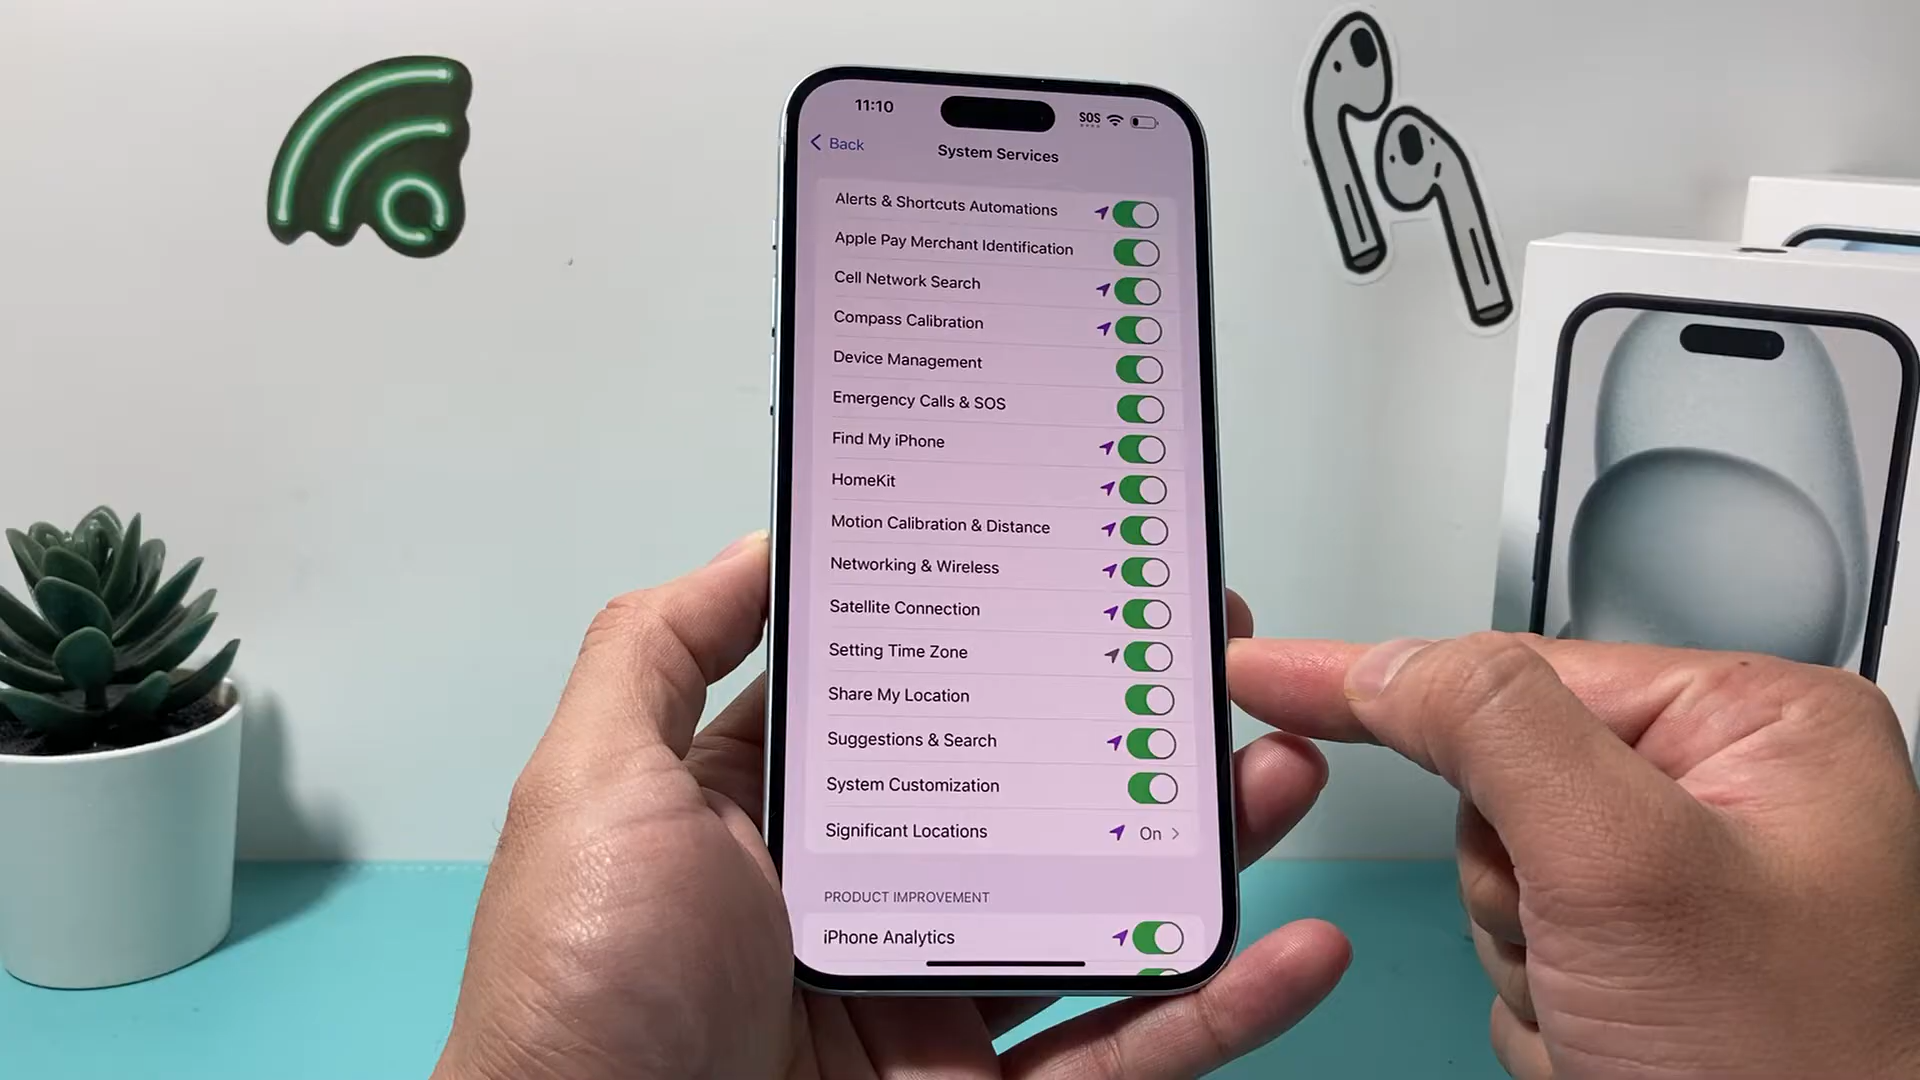 11:10
SOS
Back
System Services
Alerts & Shortcuts Automations
Apple Pay Merchant Identification
Cell Network Search
Compass Calibration
Device Management
Emergency Calls & SOS
Find My iPhone
HomeKit
Motion Calibration & Distance
Networking & Wireless
Satellite Connection
Setting Time Zone
Share My Location
Suggestions & Search
System Customization
Significant Locations On
PRODUCT IMPROVEMENT
iPhone Analytics